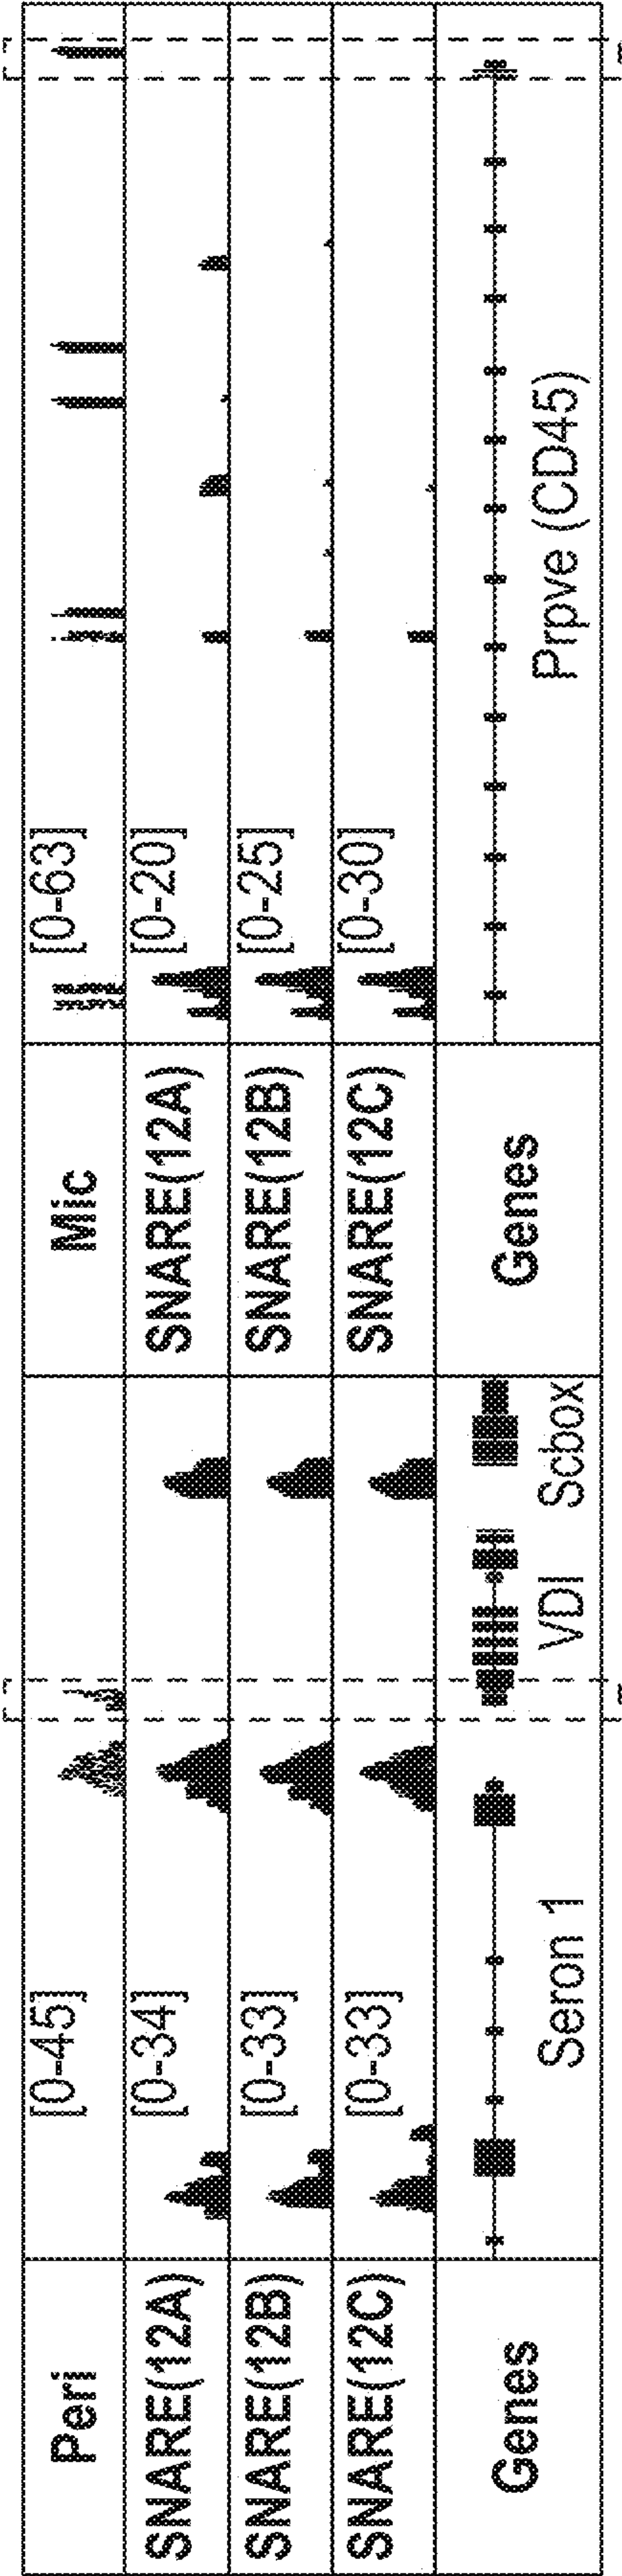 Peri [0-45]
SNARE(12A) [0-34]
SNARE(12B) [0-33]
SNARE(12C) [0-33]
Genes
Seron 1 VDI Scbox
Mic [0-63]
SNARE(12A) [0-20]
SNARE(12B) [0-25]
SNARE(12C) [0-30]
Genes
Prpve (CD45)